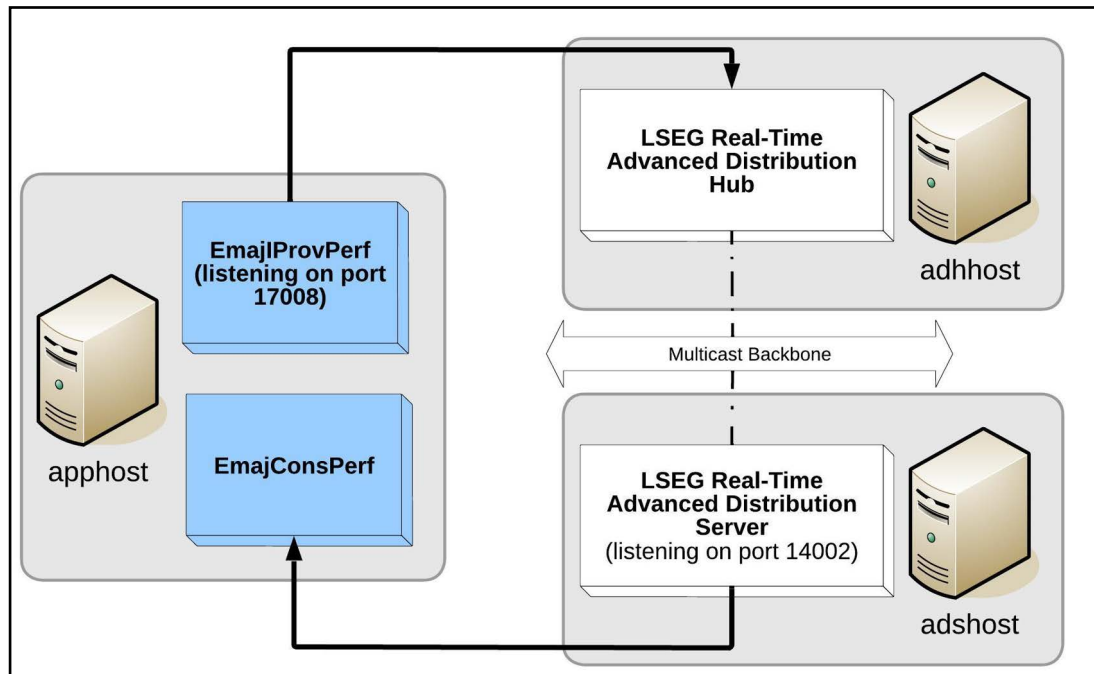 LSEG Real-Time
Advanced Distribution
Hub
adhhost
EmajIProvPerf
(listening on port
17008)
Multicast Backbone
EmajConsPerf
apphost
LSEG Real-Time
Advanced Distribution
Server
(listening on port 14002)
adshost